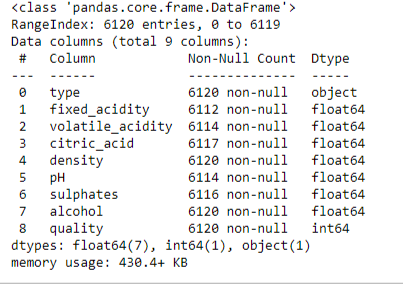 <class 'pandas.core.frame.DataFrame'>
RangeIndex: 6120 entries, 0 to 6119
Data columns (total 9 columns):
 #   Column            Non-Null Count  Dtype
---  ------            --------------  -----
 0   type              6120 non-null   object
 1   fixed_acidity     6112 non-null   float64
 2   volatile_acidity  6114 non-null   float64
 3   citric_acid       6117 non-null   float64
 4   density           6120 non-null   float64
 5   pH                6114 non-null   float64
 6   sulphates         6116 non-null   float64
 7   alcohol           6120 non-null   float64
 8   quality           6120 non-null   int64
dtypes: float64(7), int64(1), object(1)
memory usage: 430.4+ KB